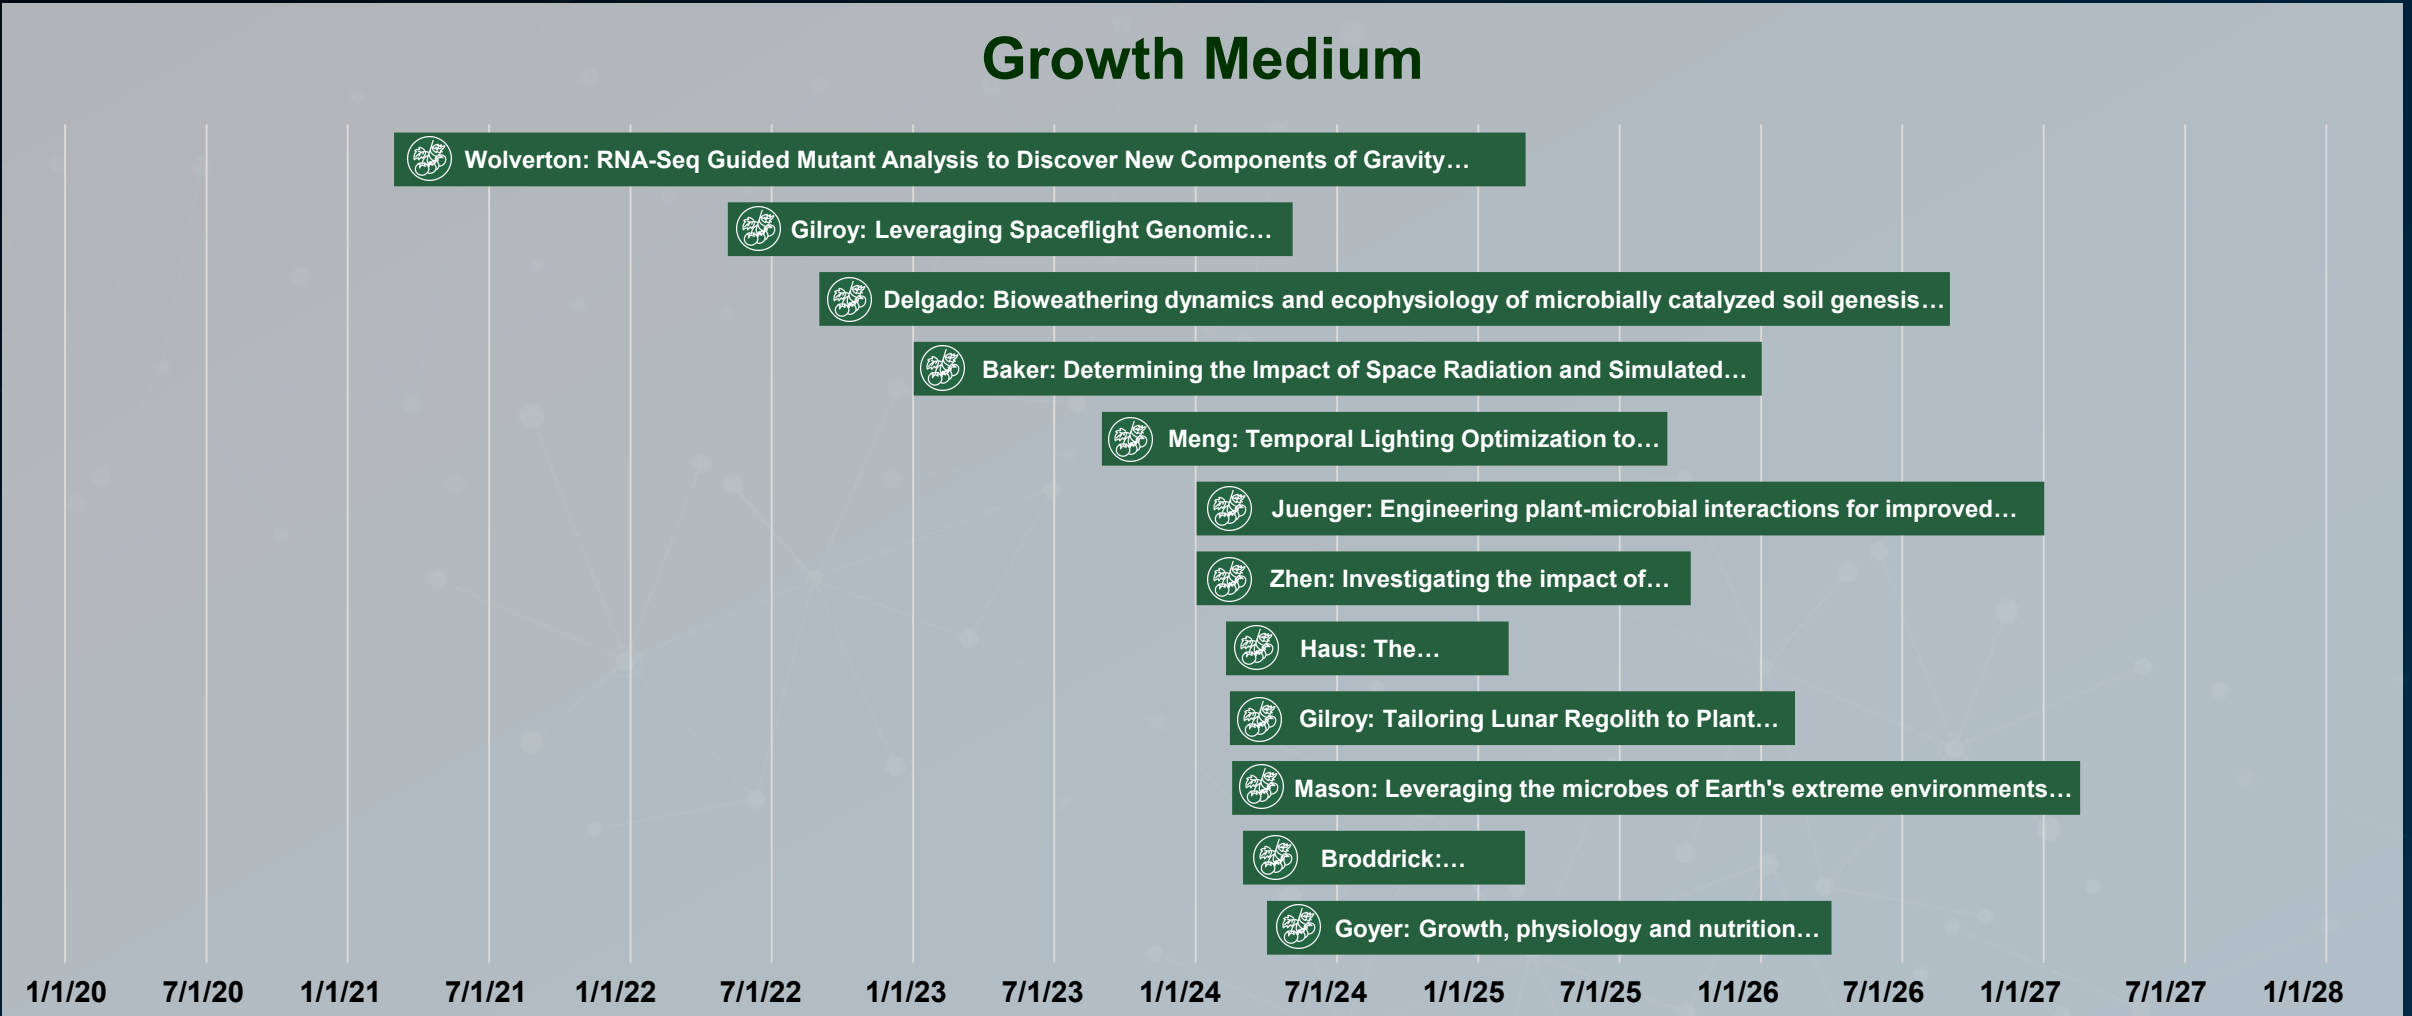 Growth Medium
Wolverton: RNA-Seq Guided Mutant Analysis to Discover New Components of Gravity…
Gilroy: Leveraging Spaceflight Genomic…
Delgado: Bioweathering dynamics and ecophysiology of microbially catalyzed soil genesis…
Baker: Determining the Impact of Space Radiation and Simulated…
Meng: Temporal Lighting Optimization to…
Juenger: Engineering plant-microbial interactions for improved…
Zhen: Investigating the impact of…
Haus: The…
Gilroy: Tailoring Lunar Regolith to Plant…
Mason: Leveraging the microbes of Earth's extreme environments…
Broddrick:…
Goyer: Growth, physiology and nutrition…
1/1/20 7/1/20 1/1/21 7/1/21 1/1/22 7/1/22 1/1/23 7/1/23 1/1/24 7/1/24 1/1/25 7/1/25 1/1/26 7/1/26 1/1/27 7/1/27 1/1/28